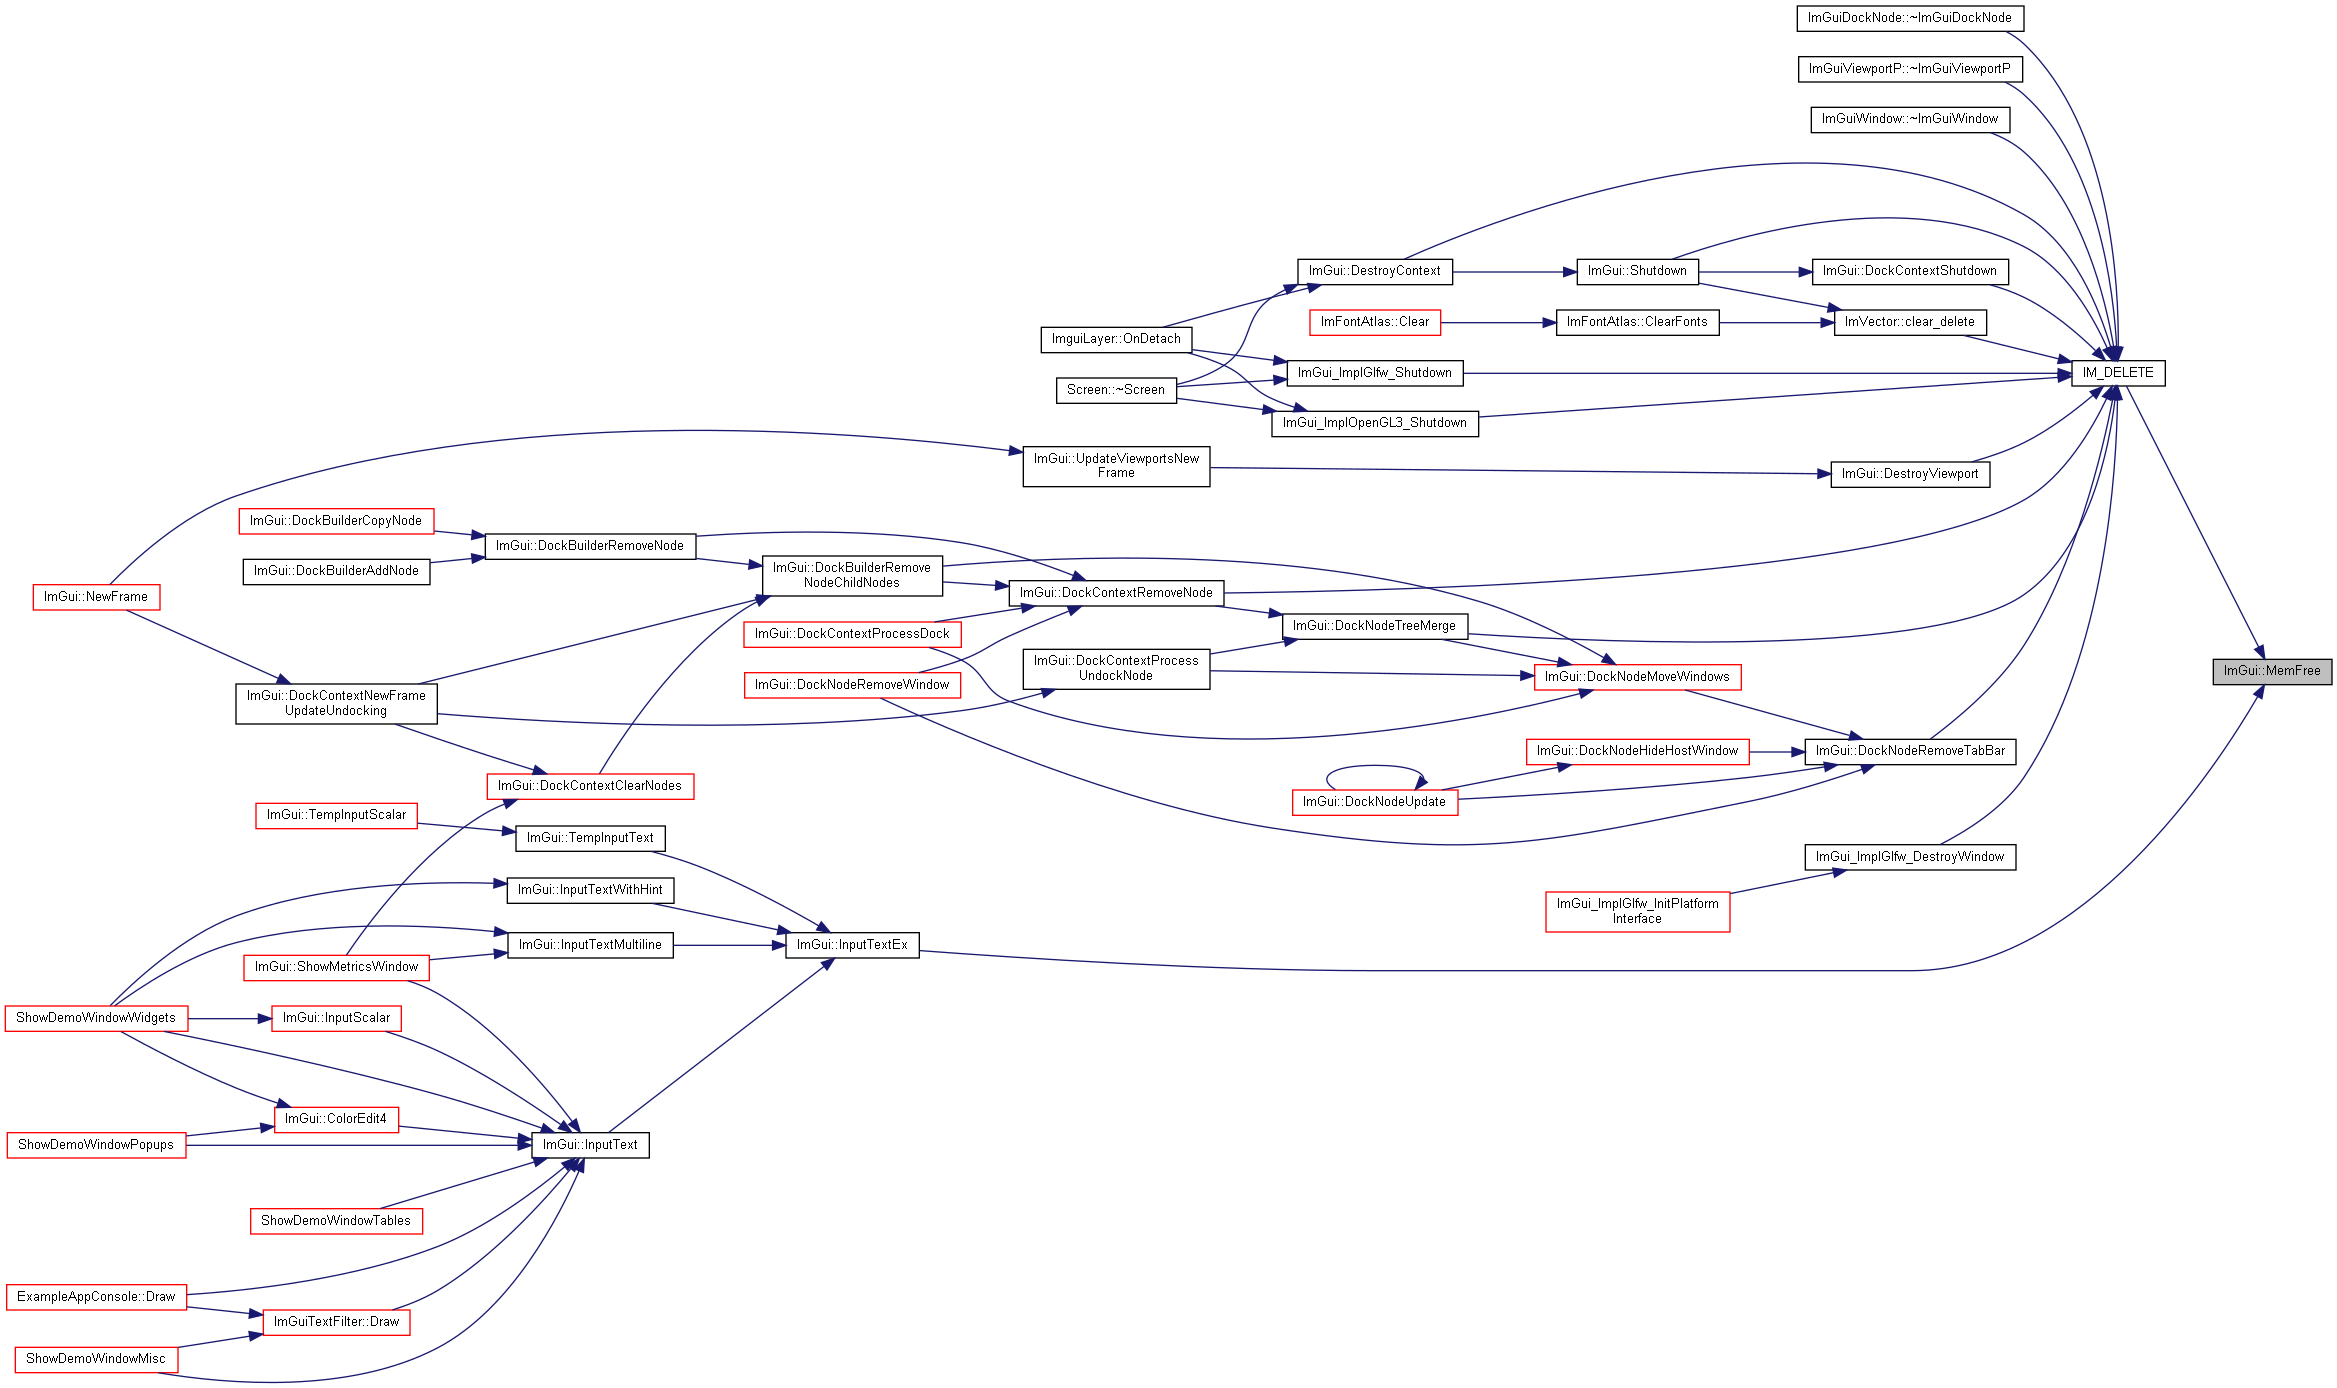 ImGuiDockNode::~ImGuiDockNode
ImGuiViewportP::~ImGuiViewportP
ImGuiWindow::~ImGuiWindow
ImGui::DestroyContext
ImGui::Shutdown
ImGui::DockContextShutdown
ImFontAtlas::Clear
ImFontAtlas::ClearFonts
ImVector::clear_delete
ImguiLayer::OnDetach
ImGui_ImplGlfw_Shutdown
IM_DELETE
Screen::~Screen
ImGui_ImplOpenGL3_Shutdown
ImGui::UpdateViewportsNew
Frame
ImGui::DestroyViewport
ImGui::DockBuilderCopyNode
ImGui::DockBuilderRemoveNode
ImGui::DockBuilderAddNode
ImGui::DockBuilderRemove
NodeChildNodes
ImGui::NewFrame
ImGui::DockContextRemoveNode
ImGui::DockContextProcessDock
ImGui::DockNodeTreeMerge
ImGui::DockContextProcess
UndockNode
ImGui::MemFree
ImGui::DockNodeRemoveWindow
ImGui::DockNodeMoveWindows
ImGui::DockContextNewFrame
UpdateUndocking
ImGui::DockNodeHideHostWindow
ImGui::DockNodeRemoveTabBar
ImGui::DockContextClearNodes
ImGui::DockNodeUpdate
ImGui::TempInputScalar
ImGui::TempInputText
ImGui_ImplGlfw_DestroyWindow
ImGui::InputTextWithHint
ImGui_ImplGlfw_InitPlatform
Interface
ImGui::InputTextMultiline
ImGui::InputTextEx
ImGui::ShowMetricsWindow
ShowDemoWindowWidgets
ImGui::InputScalar
ImGui::ColorEdit4
ShowDemoWindowPopups
ImGui::InputText
ShowDemoWindowTables
ExampleAppConsole::Draw
ImGuiTextFilter::Draw
ShowDemoWindowMisc